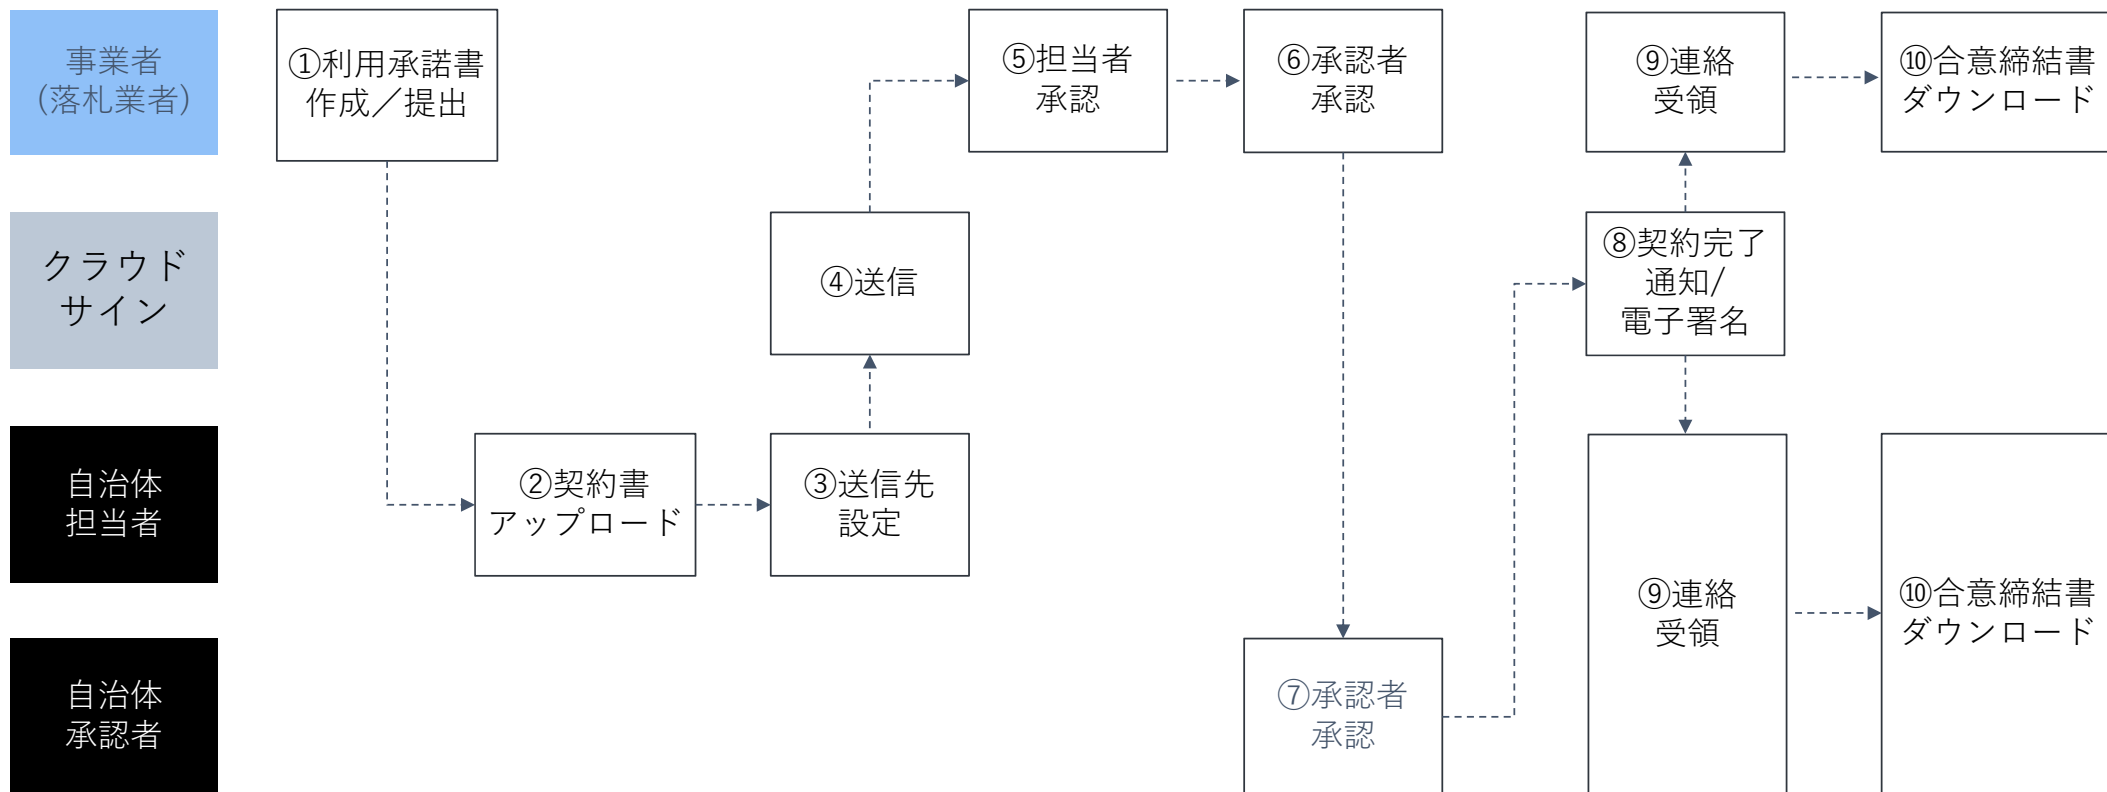 事業者
(落札業者)
①利用承諾書
作成／提出
⑤担当者
承認
⑥承認者
承認
⑨連絡
受領
⑩合意締結書
ダウンロード
クラウド
サイン
④送信
⑧契約完了
通知/
電子署名
自治体
担当者
②契約書
アップロード
③送信先
設定
⑨連絡
受領
⑩合意締結書
ダウンロード
自治体
承認者
⑦承認者
承認